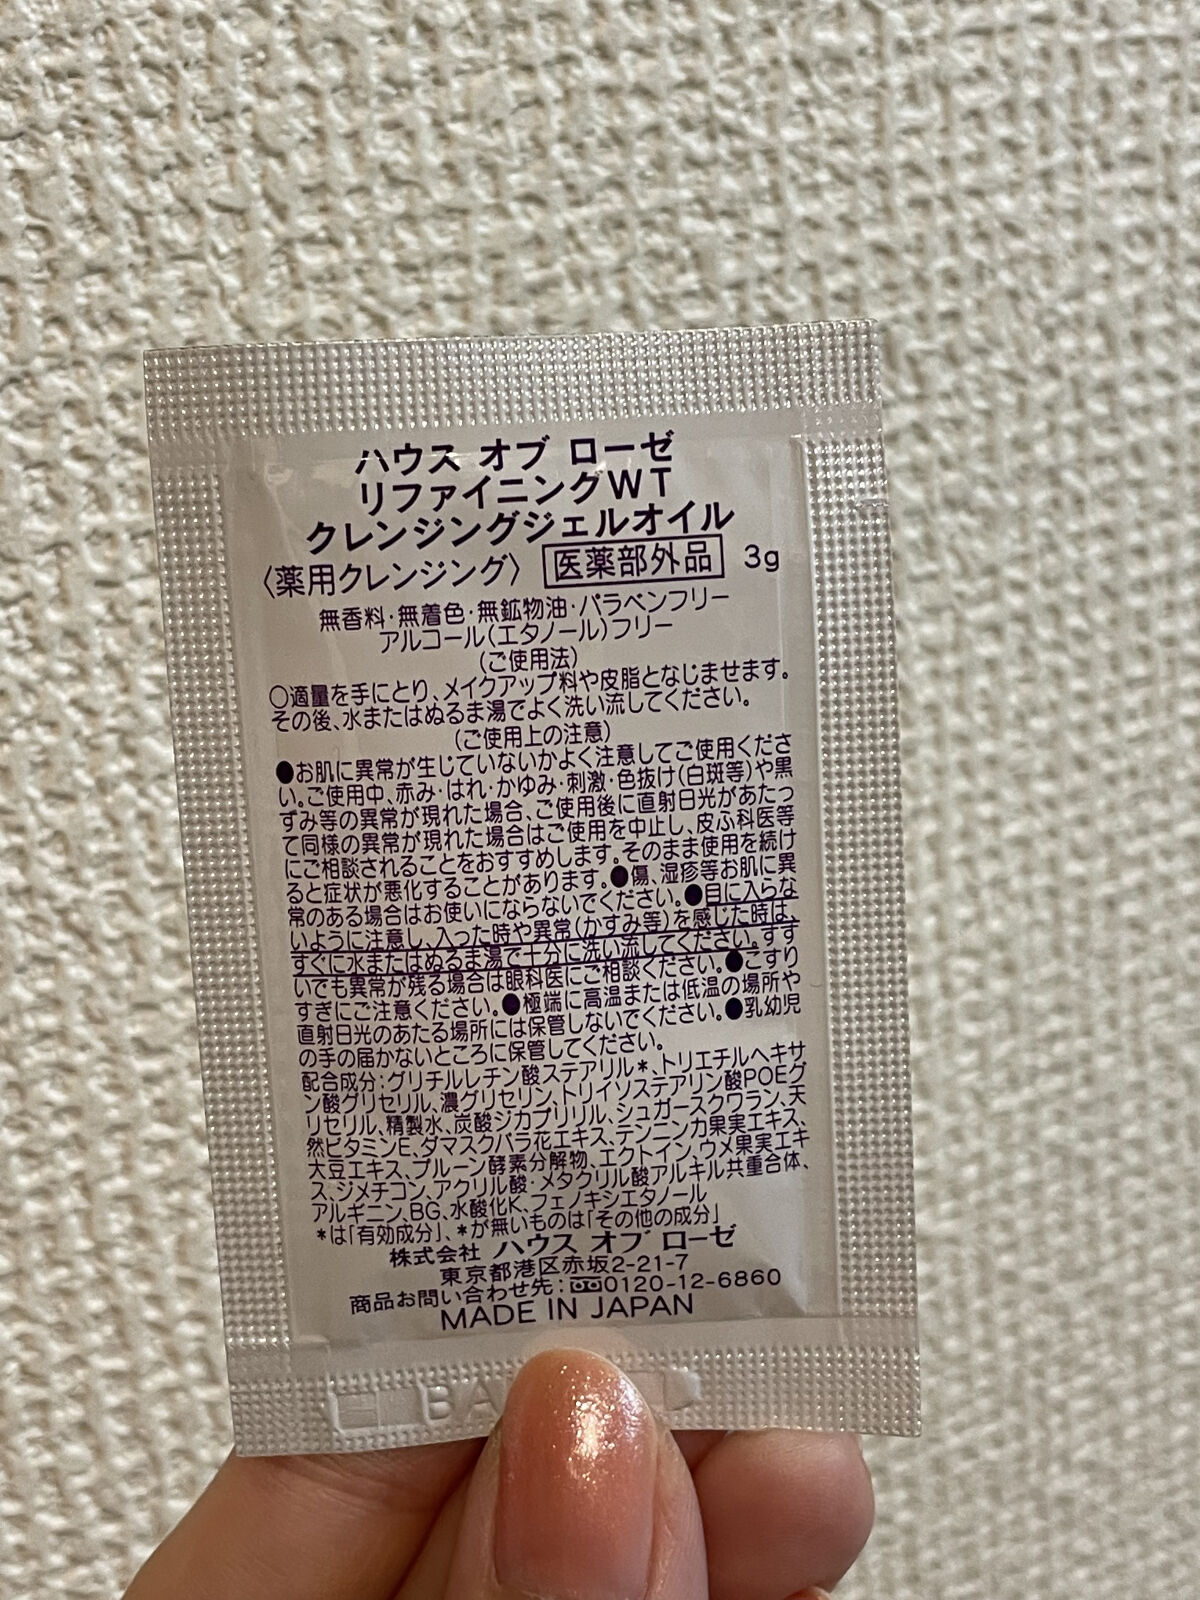 ハウス オブ ローゼ
リファイニングWT
クレンジングジェルオイル
〈薬用クレンジング〉 医薬部外品 3g
無香料・無着色・無鉱物油・パラベンフリー
アルコール(エタノール)フリー
(ご使用法)
○適量を手にとり、メイクアップ料や皮脂となじませます。
その後、水またはぬるま湯でよく洗い流してください。
(ご使用上の注意)
●お肌に異常が生じていないかよく注意してご使用くださ
い。ご使用中、赤み・はれ・かゆみ・刺激・色抜け(白斑等)や黒
ずみ等の異常が現れた場合、ご使用後に直射日光があたっ
て同様の異常が現れた場合はご使用を中止し、皮ふ科医等
にご相談されることをおすすめします。そのまま使用を続け
ると症状が悪化することがあります。●傷、湿疹等お肌に異
常のある場合はお使いにならないでください。●目に入らな
いように注意し、入った時や異常(かすみ等)を感じた時は、
すぐに水またはぬるま湯で十分に洗い流してください。すす
いでも異常が残る場合は眼科医にご相談ください。●こすり
すぎにご注意ください。●極端に高温または低温の場所や
直射日光のあたる場所には保管しないでください。●乳幼児
の手の届かないところに保管してください。
配合成分:グリチルレチン酸ステアリル*、トリエチルヘキサ
ン酸グリセリル、濃グリセリン、トリイソステアリン酸POEグ
リセリル、精製水、炭酸ジカプリリル、シュガースクワラン、天
然ビタミンE、ダマスクバラ花エキス、テンニンカ果実エキス、
大豆エキス、プルーン酵素分解物、エクトイン、ウメ果実エキ
ス、ジメチコン、アクリル酸・メタクリル酸アルキル共重合体、
アルギニン、BG、水酸化K、フェノキシエタノール
*は「有効成分」、*が無いものは「その他の成分」
株式会社 ハウス オブ ローゼ
東京都港区赤坂2-21-7
商品お問い合わせ先:0120-12-6860
MADE IN JAPAN